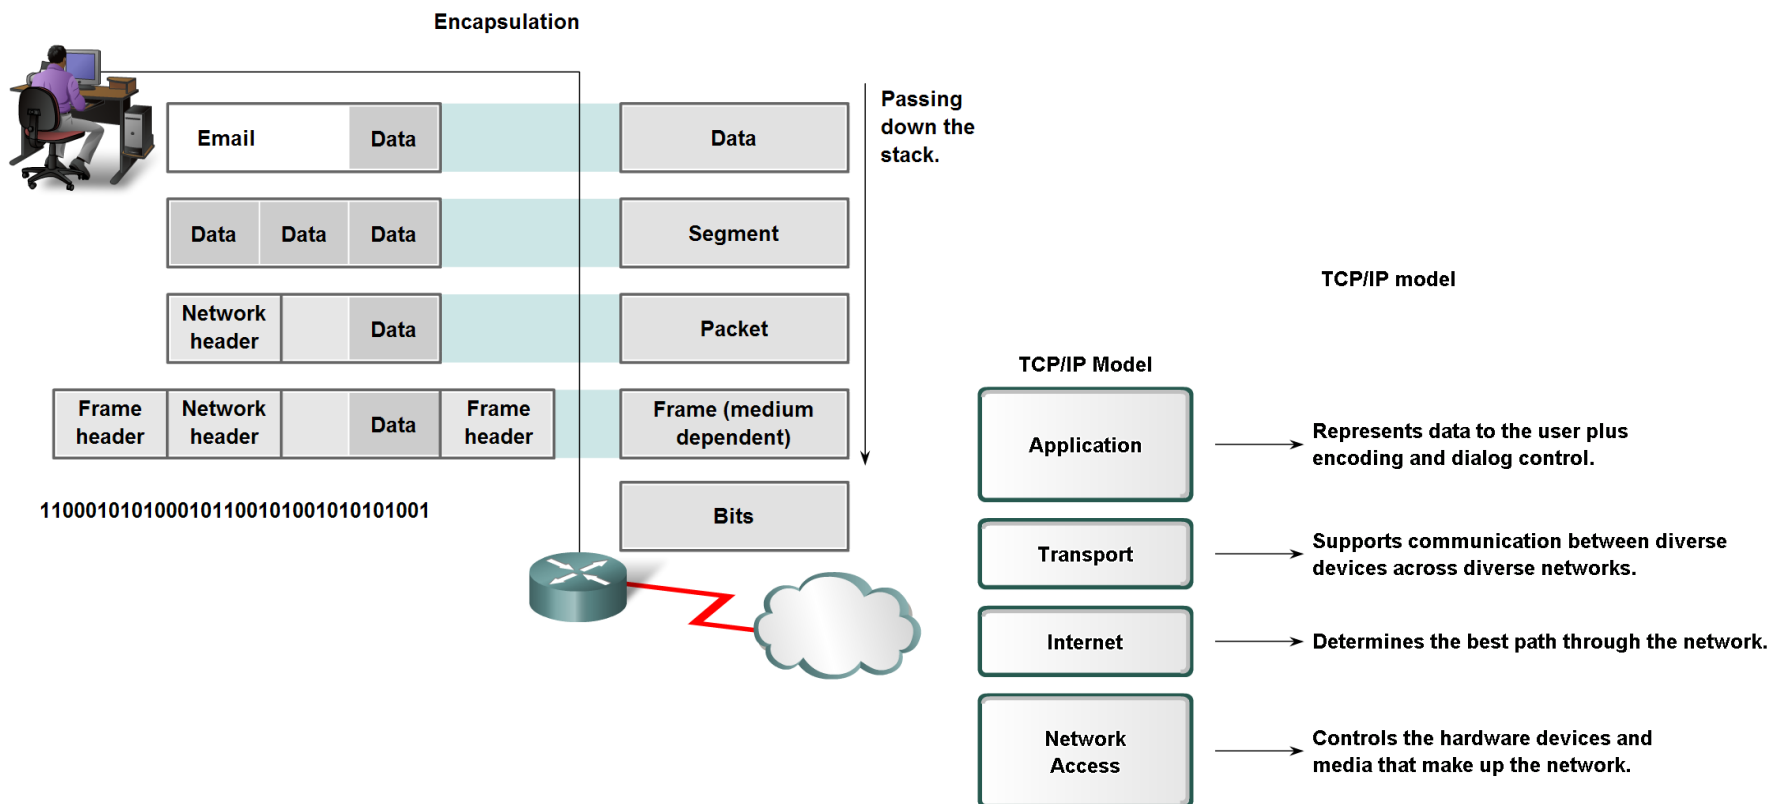 Encapsulation
Passing
down the
stack.
Email Data Data
Data Data Data Segment
Network
header Data Packet
Frame
header Network
header Data Frame
header Frame (medium
dependent)
1100010101000101100101001010101001
Bits
TCP/IP model
TCP/IP Model
Application
Represents data to the user plus
encoding and dialog control.
Transport
Supports communication between diverse
devices across diverse networks.
Internet
Determines the best path through the network.
Network
Access
Controls the hardware devices and
media that make up the network.